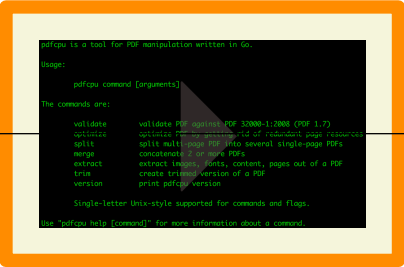 pdfcpu is a tool for PDF manipulation written in Go.
Usage:
pdfcpu command [arguments]
The commands are:
validate validate PDF against PDF 32000-1:2008 (PDF 1.7)
optimize optimize PDF by getting rid of redundant page resources
split split multi-page PDF into several single-page PDFs
merge concatenate 2 or more PDFs
extract extract images, fonts, content, pages out of a PDF
trim create trimmed version of a PDF
version print pdfcpu version
Single-letter Unix-style supported for commands and flags.
Use "pdfcpu help [command]" for more information about a command.